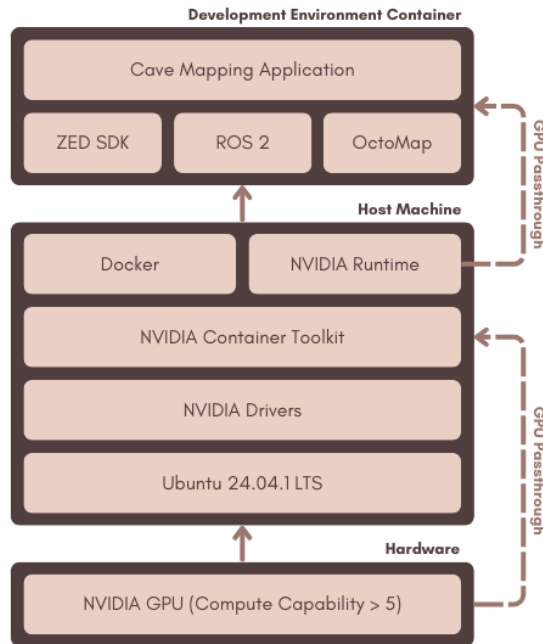 Development Environment Container
Cave Mapping Application
ZED SDK
ROS 2
OctoMap
GPU Passthrough
Host Machine
Docker
NVIDIA Runtime
NVIDIA Container Toolkit
NVIDIA Drivers
Ubuntu 24.04.1 LTS
GPU Passthrough
Hardware
NVIDIA GPU (Compute Capability > 5)